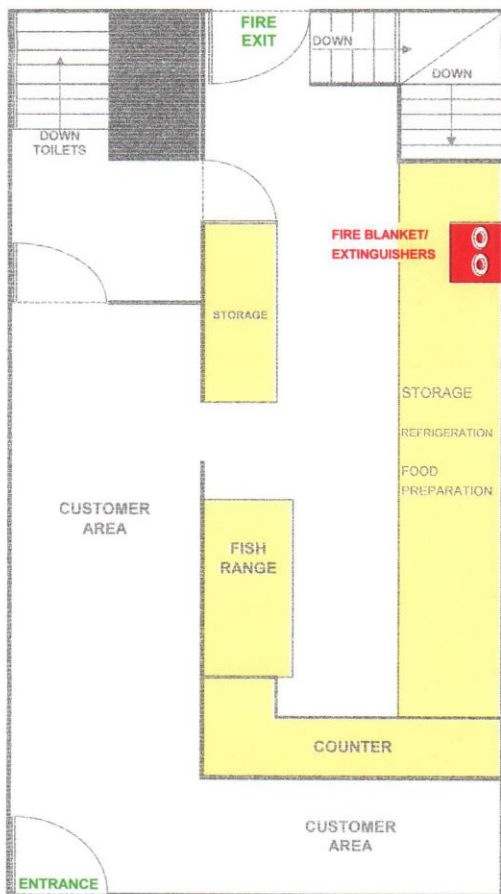 FIRE
EXIT
DOWN
DOWN
DOWN
TOILETS
FIRE BLANKET/
EXTINGUISHERS
STORAGE
STORAGE
REFRIGERATION
FOOD
PREPARATION
CUSTOMER
AREA
FISH
RANGE
COUNTER
CUSTOMER
AREA
ENTRANCE